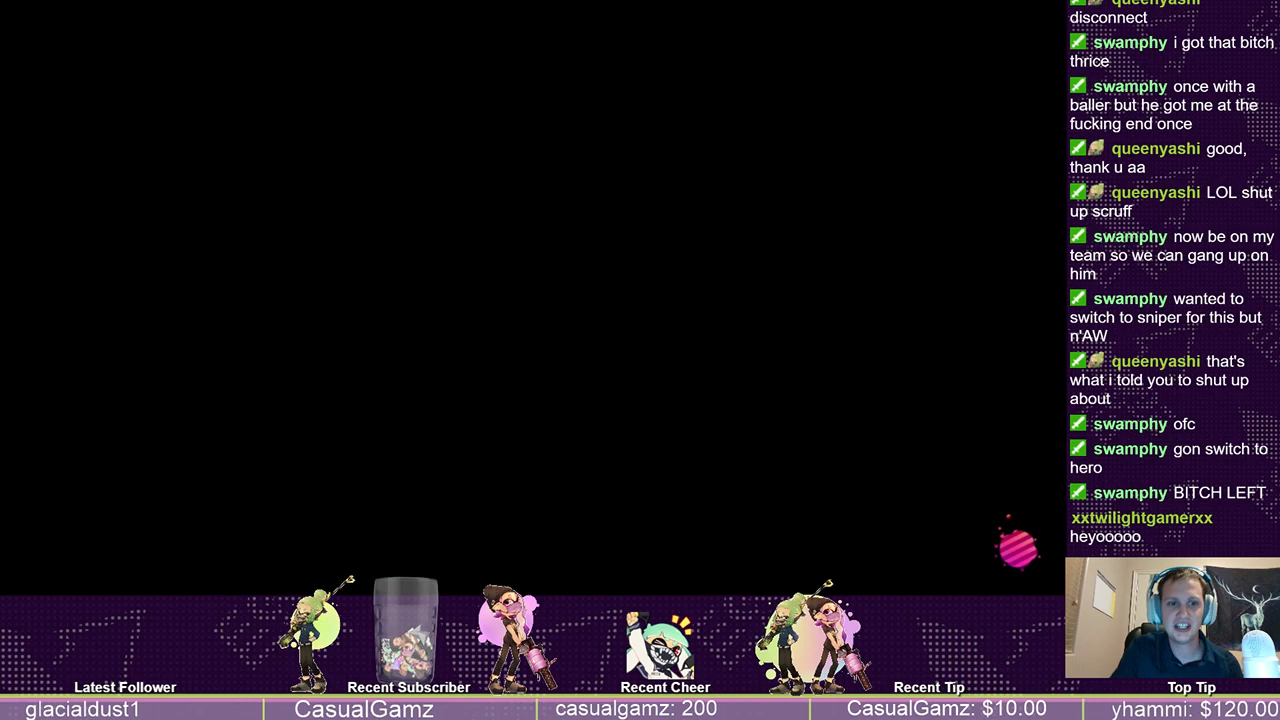 queenyashi
disconnect
swamphy i got that bitch
thrice
swamphy once with a
baller but he got me at the
fucking end once
queenyashi good,
thank u aa
queenyashi LOL shut
up scruff
swamphy now be on my
team so we can gang up on
him
swamphy wanted to
switch to sniper for this but
n'AW
queenyashi that's
what i told you to shut up
about
swamphy ofc
swamphy gon switch to
hero
swamphy BITCH LEFT
xxtwilightgamerxx
heyooooo
Latest Follower
Recent Subscriber
Recent Cheer
Recent Tip
Top Tip
glacialdust1
CasualGamz
casualgamz: 200
CasualGamz: $10.00
yhammi: $120.00